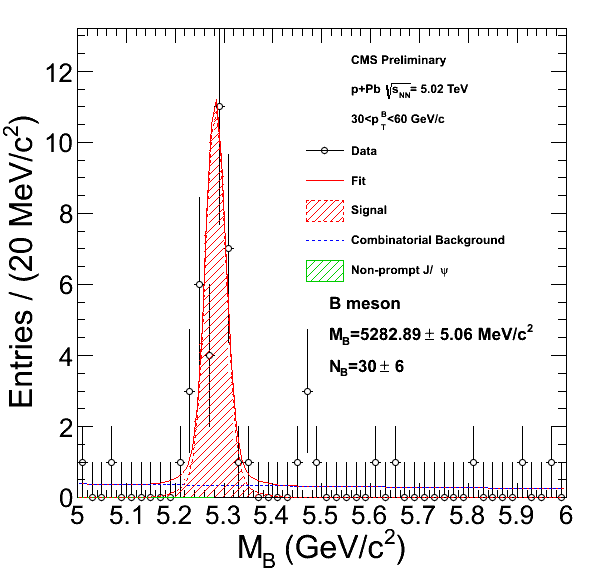 CMS Preliminary
p+Pb √sNN= 5.02 TeV
30<pTB<60 GeV/c
Data
Fit
Signal
Combinatorial Background
Non-prompt J/ ψ
B meson
MB=5282.89 ± 5.06 MeV/c2
NB=30 ± 6
Entries / (20 MeV/c2)
12
10
8
6
4
2
0
5 5.1 5.2 5.3 5.4 5.5 5.6 5.7 5.8 5.9 6
MB (GeV/c2)